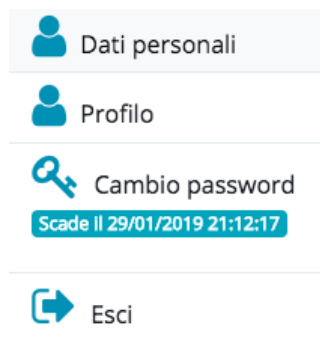 Dati personali
Profilo
Cambio password
Scade il 29/01/2019 21:12:17
Esci